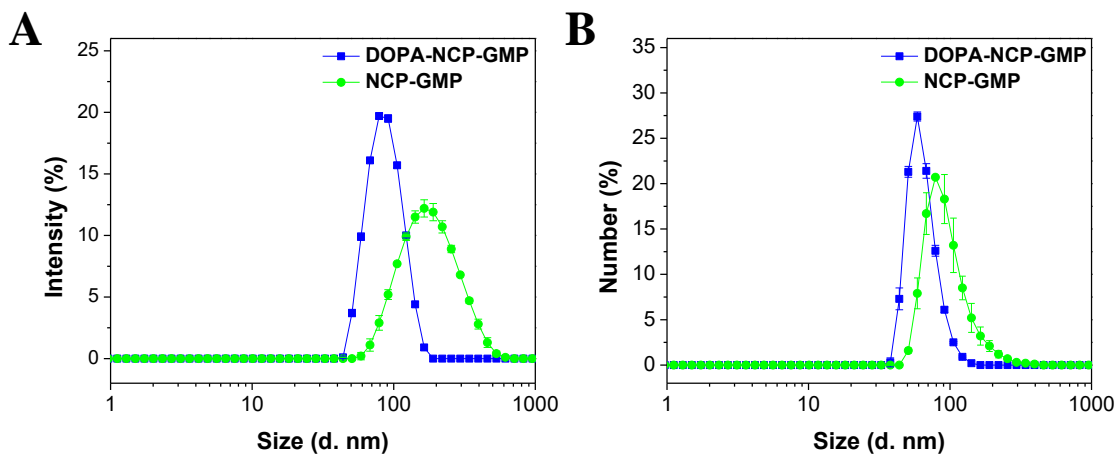 A
DOPA-NCP-GMP
NCP-GMP
25
20
15
10
5
0
Intensity (%)
1
10
100
1000
Size (d. nm)
B
DOPA-NCP-GMP
NCP-GMP
35
30
25
20
15
10
5
0
Number (%)
1
10
100
1000
Size (d. nm)